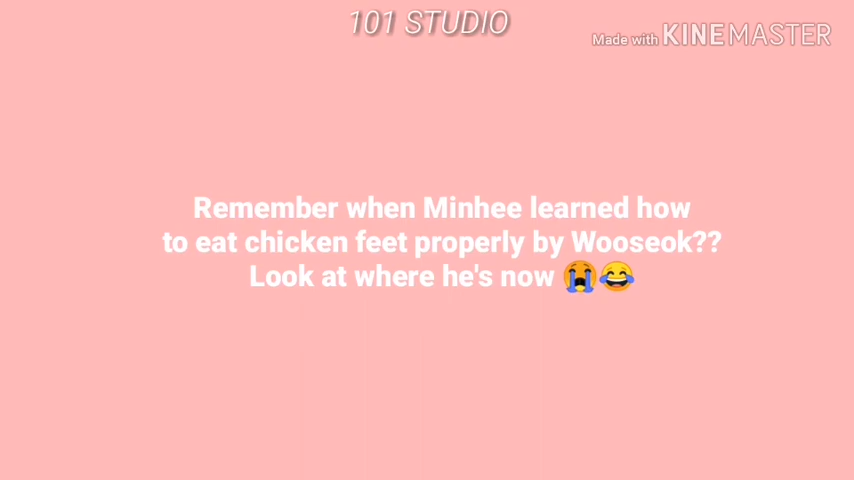 101 STUDIO
Made with KINEMASTER
Remember when Minhee learned how
to eat chicken feet properly by Wooseok??
Look at where he's now 😭😂